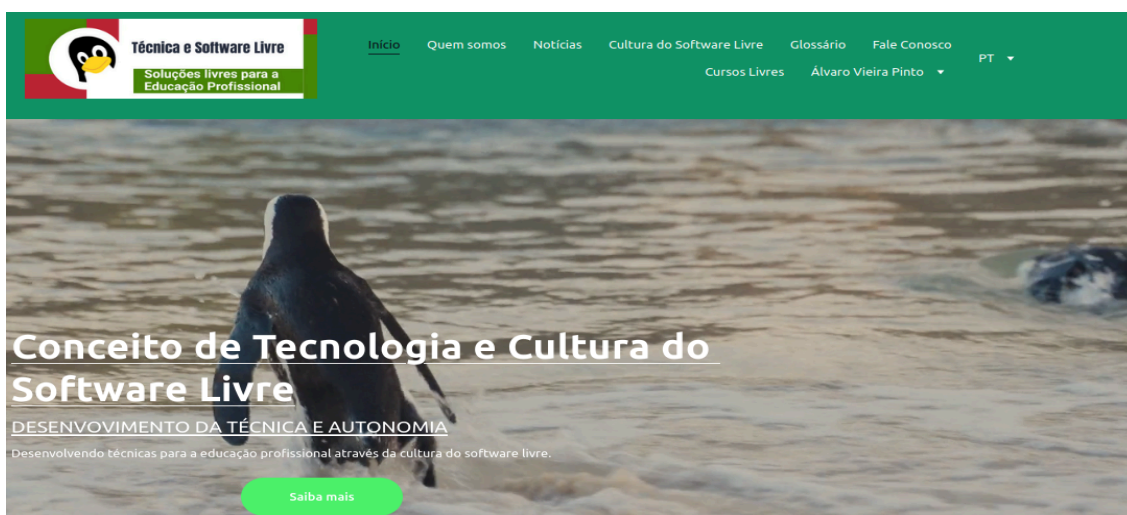 Técnica e Software Livre
Soluções livres para a
Educação Profissional
Início Quem somos Notícias Cultura do Software Livre Glossário Fale Conosco
Cursos Livres Álvaro Vieira Pinto
PT
Conceito de Tecnologia e Cultura do
Software Livre
DESENVOVIMENTO DA TÉCNICA E AUTONOMIA
Desenvolvendo técnicas para a educação profissional através da cultura do software livre.
Saiba mais